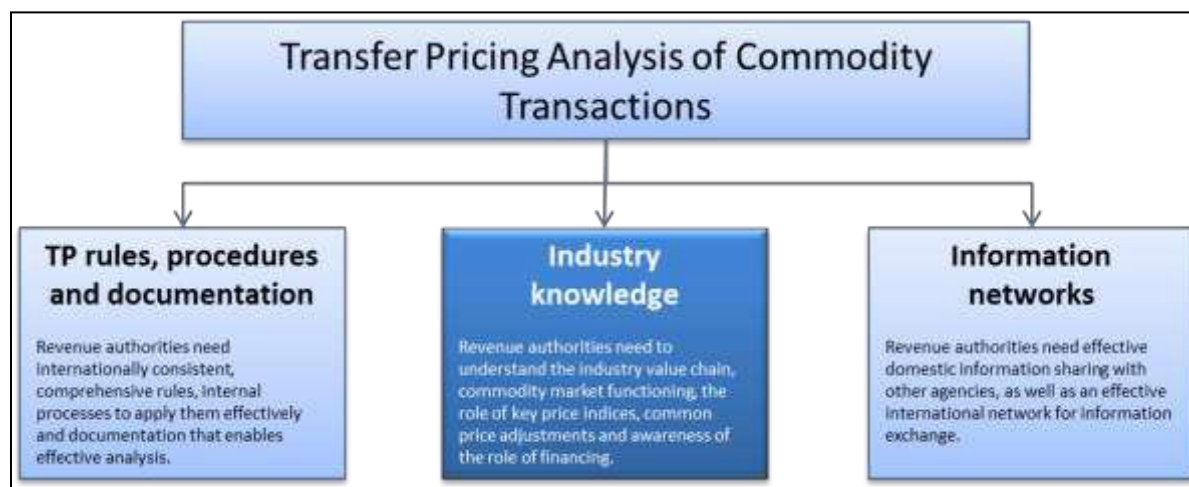 Transfer Pricing Analysis of Commodity
Transactions
TP rules, procedures
and documentation
Revenue authorities need
internationally consistent,
comprehensive rules, internal
processes to apply them effectively
and documentation that enables
effective analysis.
Industry
knowledge
Revenue authorities need to
understand the industry value chain,
commodity market functioning, the
role of key price indices, common
price adjustments and awareness of
the role of financing.
Information
networks
Revenue authorities need effective
domestic information sharing with
other agencies, as well as an effective
international network for information
exchange.